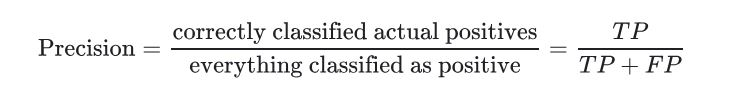 Precision = correctly classified actual positives / everything classified as positive = TP / TP + FP